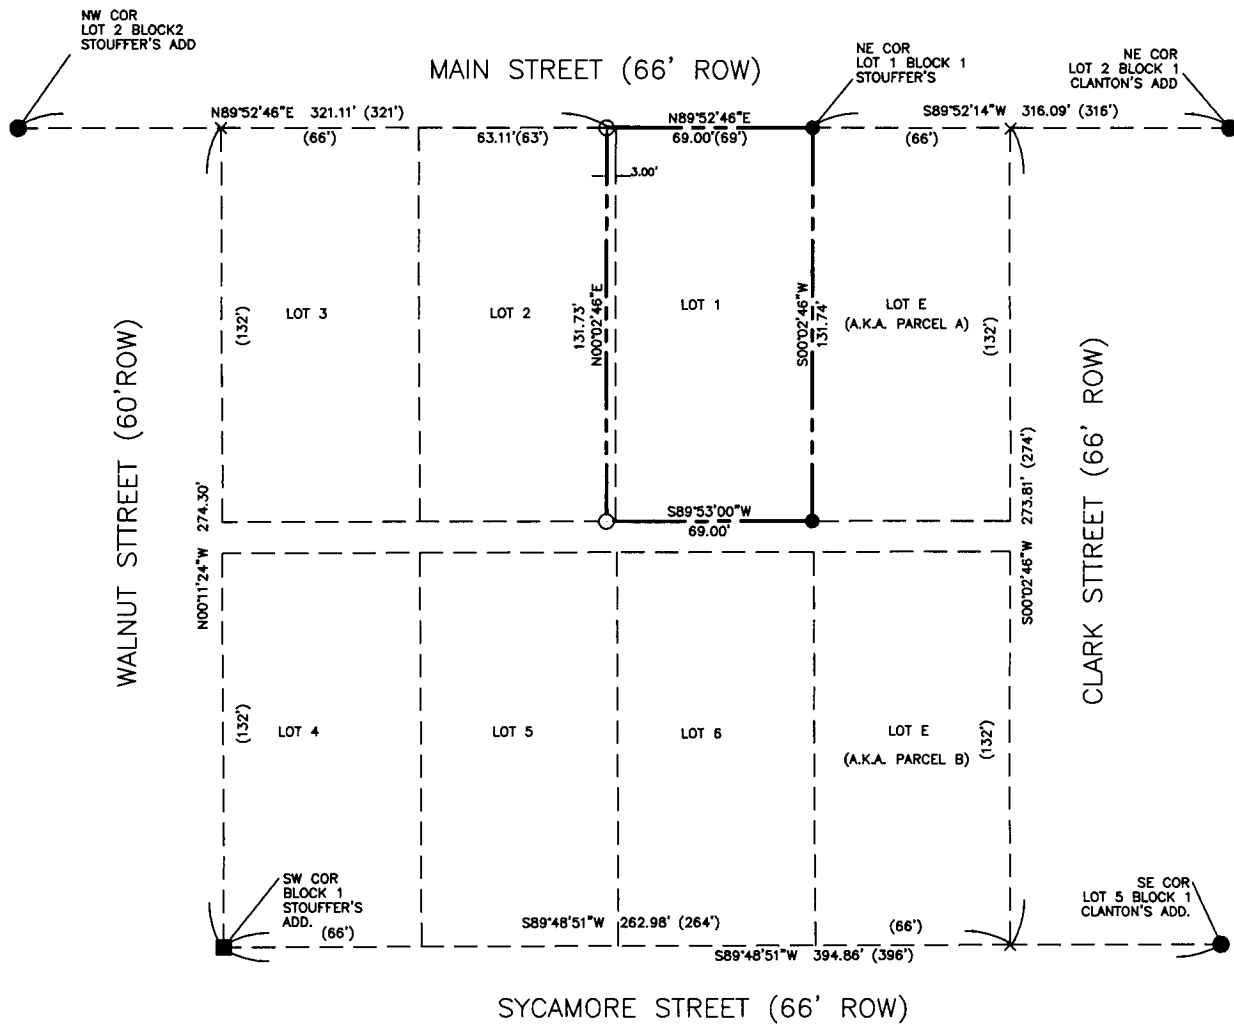 NW COR
LOT 2 BLOCK2
STOUFFER'S ADD
MAIN STREET (66' ROW)
NE COR
LOT 1 BLOCK 1
STOUFFER'S
NE COR
LOT 2 BLOCK 1
CLANTON'S ADD
N89°52'46"E 321.11' (321')
N89°52'46"E
S89°52'14"W 316.09' (316')
(66')
63.11'(63')
69.00'(69')
(66')
3.00'
LOT 3
(132')
LOT 2
131.73'
N00°02'46"E
LOT 1
S00°02'46"W
131.74'
LOT E
(A.K.A. PARCEL A)
(132')
WALNUT STREET (60'ROW)
CLARK STTREET (66' ROW)
N00°11'24"W 274.30'
S00°02'46"W 273.81' (274')
S89°53'00"W
69.00'
(132')
LOT 4
LOT 5
LOT 6
LOT E
(A.K.A. PARCEL B)
(132')
SW COR
BLOCK 1
STOUFFER'S
ADD.
(66')
S89°48'51"W 262.98' (264')
(66')
S89°48'51"W 394.86' (396')
SE COR
LOT 5 BLOCK 1
CLANTON'S ADD.
SYCAMORE STREET (66' ROW)